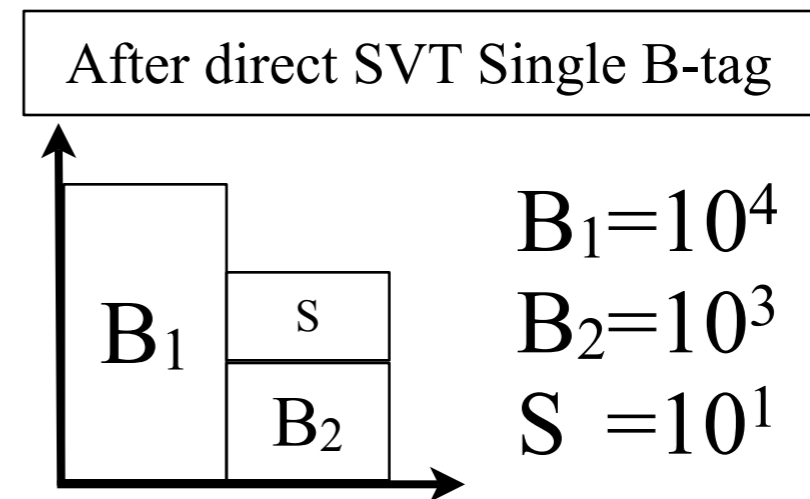 After direct SVT Single B-tag
B₁
S
B₂
B₁=10⁴
B₂=10³
S =10¹